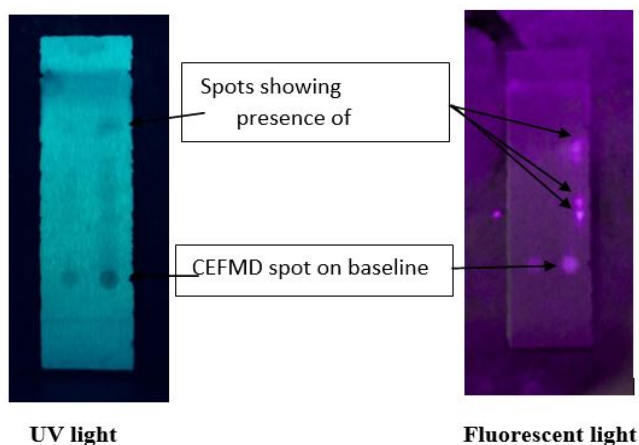 Spots showing
presence of
CEFMD spot on baseline
UV light
Fluorescent light